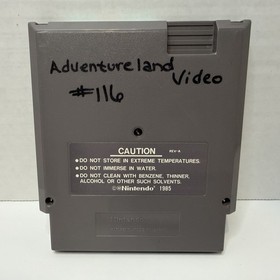 Adventureland Video
#116
CAUTION REV-A
●DO NOT STORE IN EXTREME TEMPERATURES.
●DO NOT IMMERSE IN WATER.
●DO NOT CLEAN WITH BENZENE, THINNER,
ALCOHOL OR OTHER SUCH SOLVENTS.
©®Nintendo® 1985